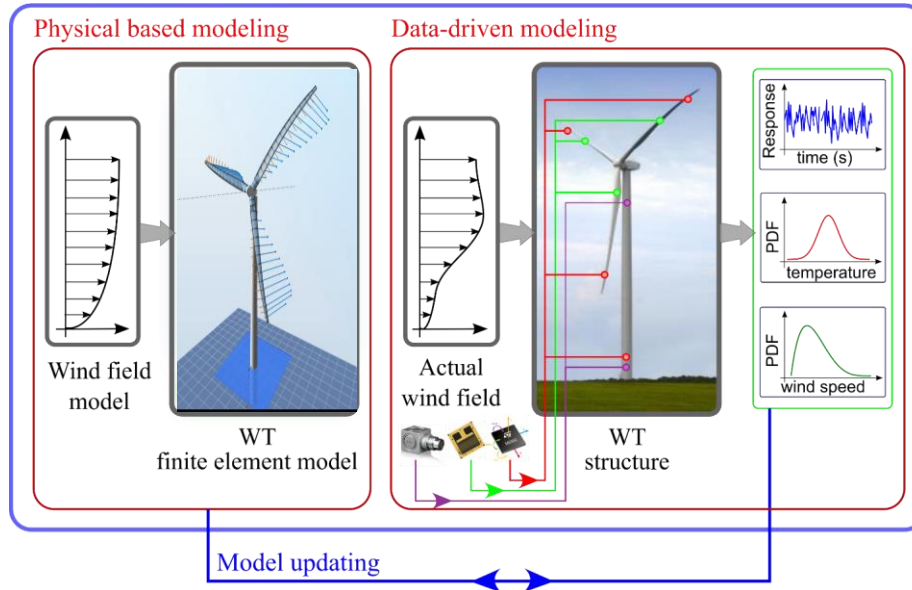 Physical based modeling
Data-driven modeling
Wind field
model
WT
finite element model
Actual
wind field
WT
structure
Response
time (s)
PDF
temperature
PDF
wind speed
Model updating